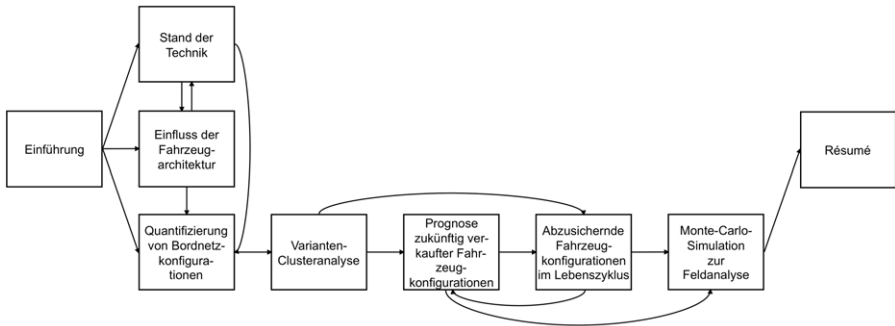 Stand der
Technik
Einführung
Einfluss der
Fahrzeug-
architektur
Résumé
Quantifizierung
von Bordnetz-
konfigura-
tionen
Varianten-
Clusteranalyse
Prognose
zukünftig ver-
kaufter Fahr-
zeug-
konfigurationen
Abzusichernde
Fahrzeug-
konfigurationen
im Lebenszyklus
Monte-Carlo-
Simulation
zur
Feldanalyse